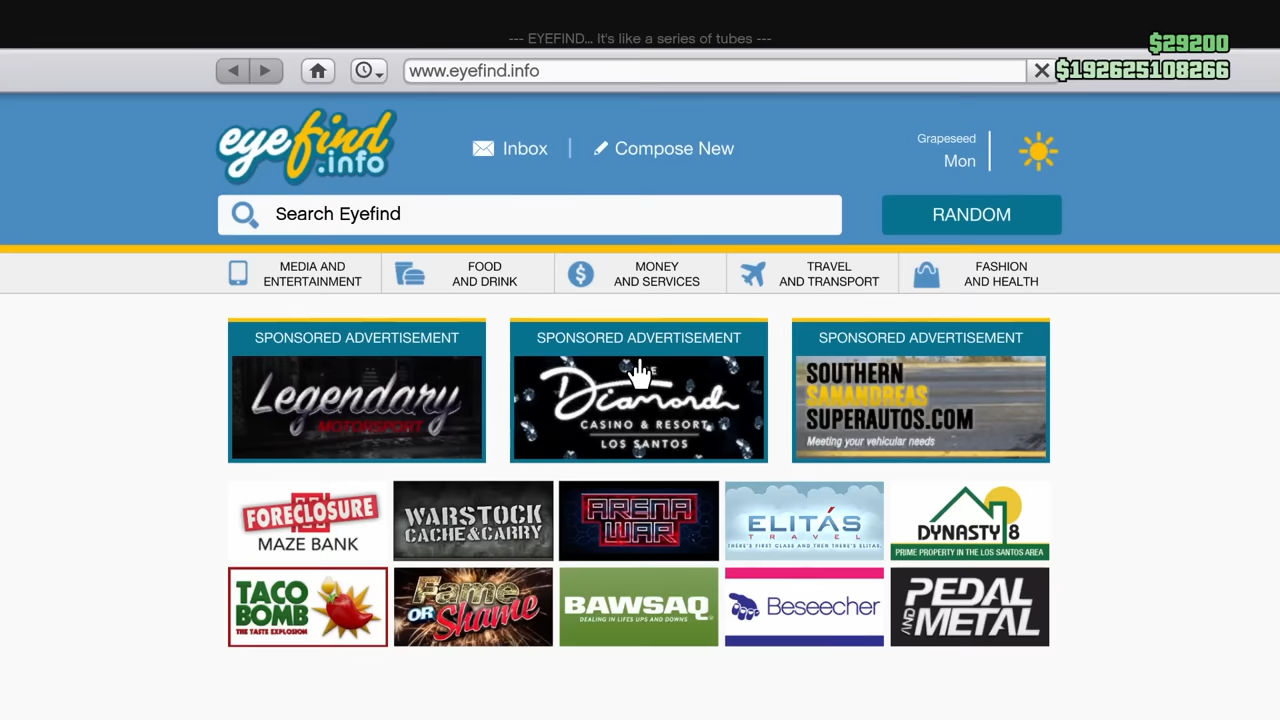 --- EYEFIND... It's like a series of tubes ---
$29200
www.eyefind.info
$192625108266
eyefind
.info
Inbox
Compose New
Grapeseed
Mon
Search Eyefind
RANDOM
MEDIA AND
ENTERTAINMENT
FOOD
AND DRINK
MONEY
AND SERVICES
TRAVEL
AND TRANSPORT
FASHION
AND HEALTH
SPONSORED ADVERTISEMENT
Legendary
MOTORSPORT
SPONSORED ADVERTISEMENT
Diamond
CASINO & RESORT
LOS SANTOS
SPONSORED ADVERTISEMENT
SOUTHERN
SANANDREAS
SUPERAUTOS.COM
Meeting your vehicular needs
FORECLOSURE
MAZE BANK
WARSTOCK
CACHE&CARRY
ARENA
WAR
ELITÁS
TRAVEL
THERE'S FIRST CLASS AND THEN THERE'S ELITAS.
DYNASTY 8
PRIME PROPERTY IN THE LOS SANTOS AREA
TACO
BOMB
THE TASTE EXPLOSION
Fame
OR Shame
BAWSAQ
DEALING IN LIFES UPS AND DOWNS
Beseecher
PEDAL
AND METAL